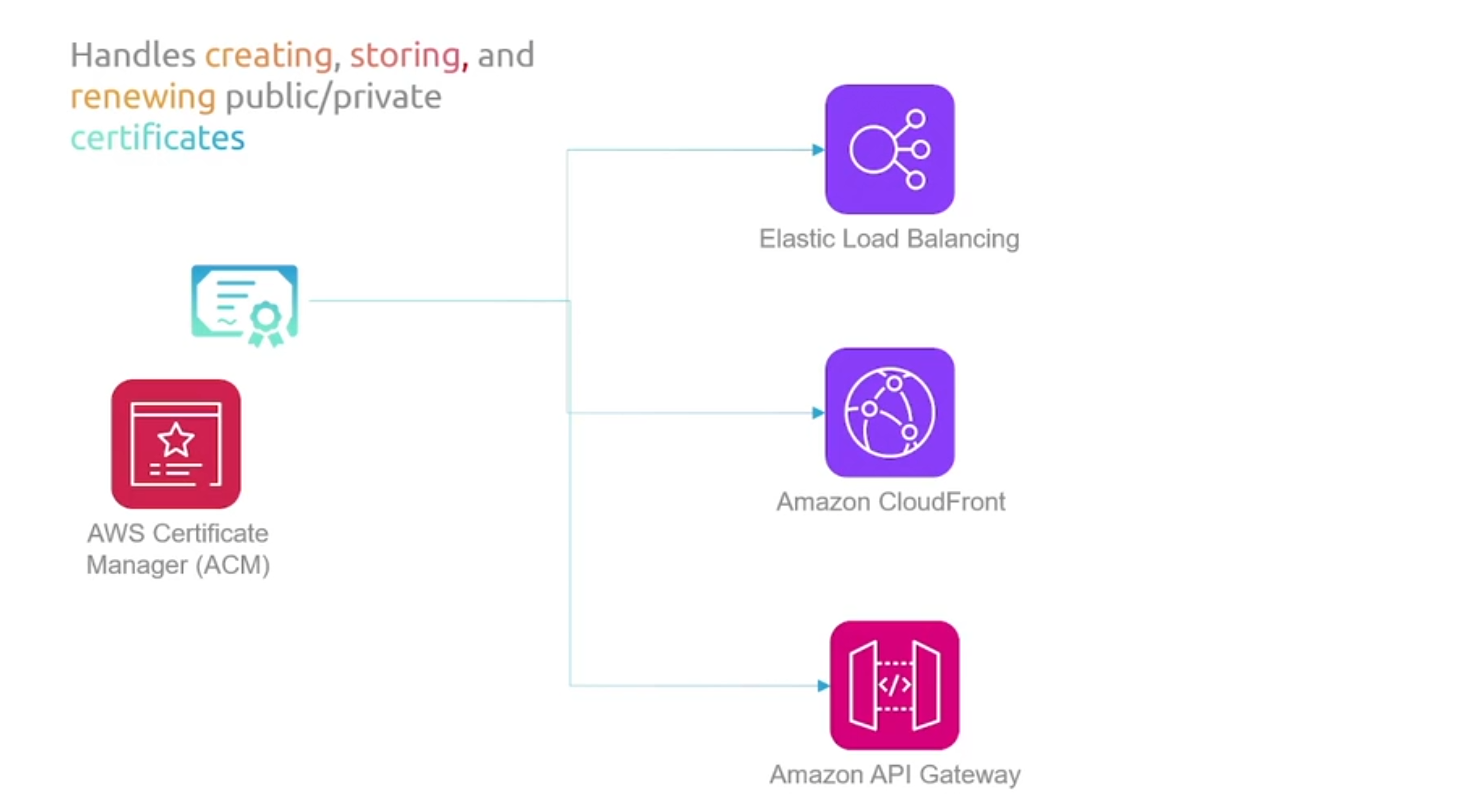 Handles creating, storing, and
renewing public/private
certificates
Elastic Load Balancing
AWS Certificate
Manager (ACM)
Amazon CloudFront
</>
Amazon API Gateway